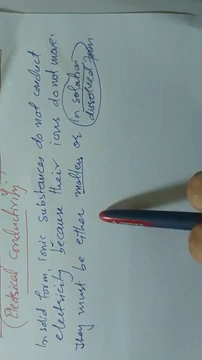 Electrical conductivity:
In solid form, ionic substances do not conduct
electricity because their ions do not move.
They must be either molten or in solution
dissolved form